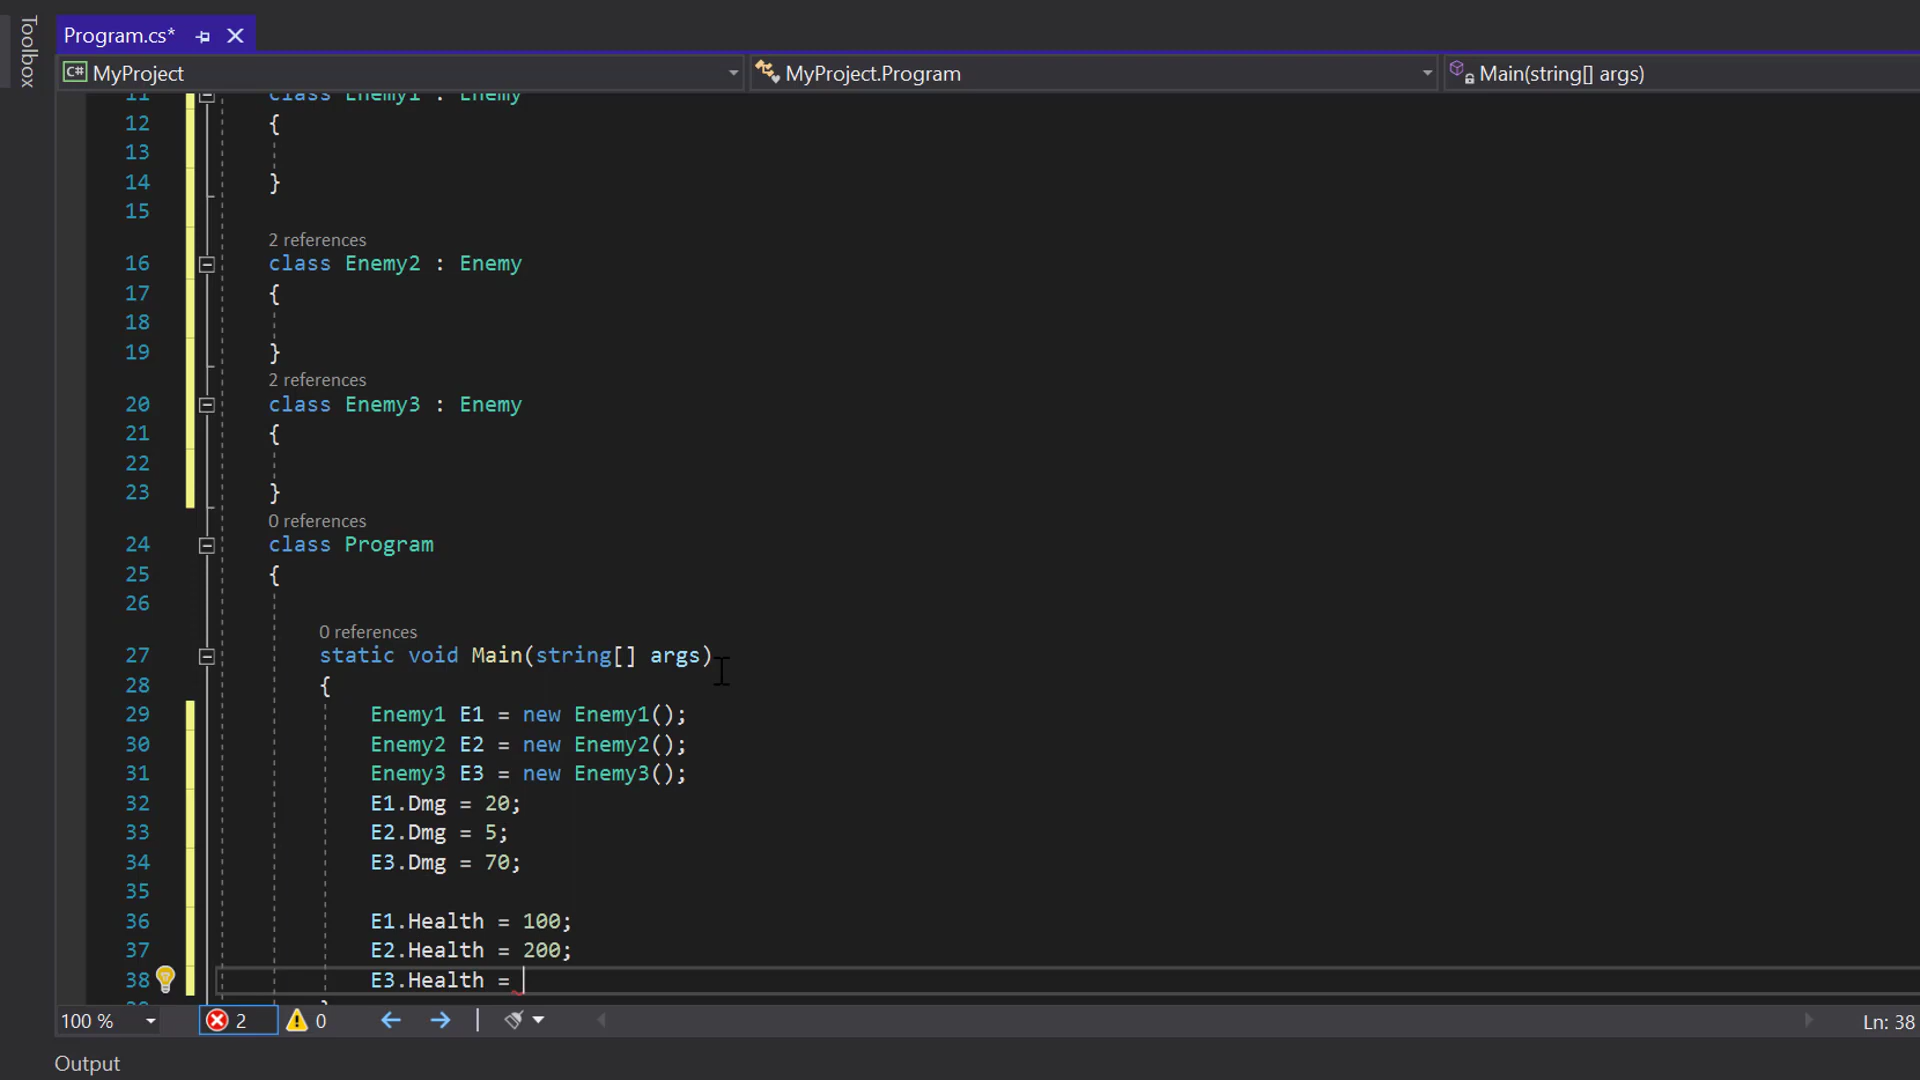 Toolbox
Program.cs*
MyProject
MyProject.Program
Main(string[] args)
11 class Enemy1 : Enemy
12 {
13
14 }
15
2 references
16 class Enemy2 : Enemy
17 {
18
19 }
2 references
20 class Enemy3 : Enemy
21 {
22
23 }
0 references
24 class Program
25 {
26
0 references
27 static void Main(string[] args)
28 {
29 Enemy1 E1 = new Enemy1();
30 Enemy2 E2 = new Enemy2();
31 Enemy3 E3 = new Enemy3();
32 E1.Dmg = 20;
33 E2.Dmg = 5;
34 E3.Dmg = 70;
35
36 E1.Health = 100;
37 E2.Health = 200;
38 E3.Health =
100 % 2 0 Ln: 38
Output